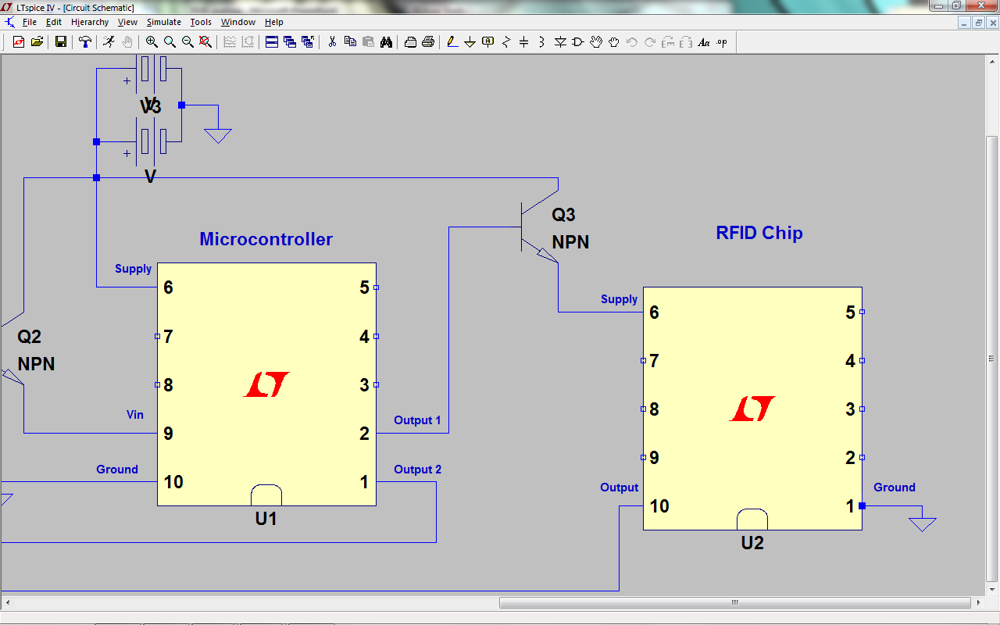 LTspice IV - [Circuit Schematic]
File Edit Hierarchy View Simulate Tools Window Help
Aa .op
V3
V
Microcontroller
Supply
6 5
7 4
8 3
Vin
9 2
Output 1
Ground
10 1
Output 2
U1
Q2
NPN
Q3
NPN
RFID Chip
Supply
6 5
7 4
8 3
9 2
Output
10 1
Ground
U2